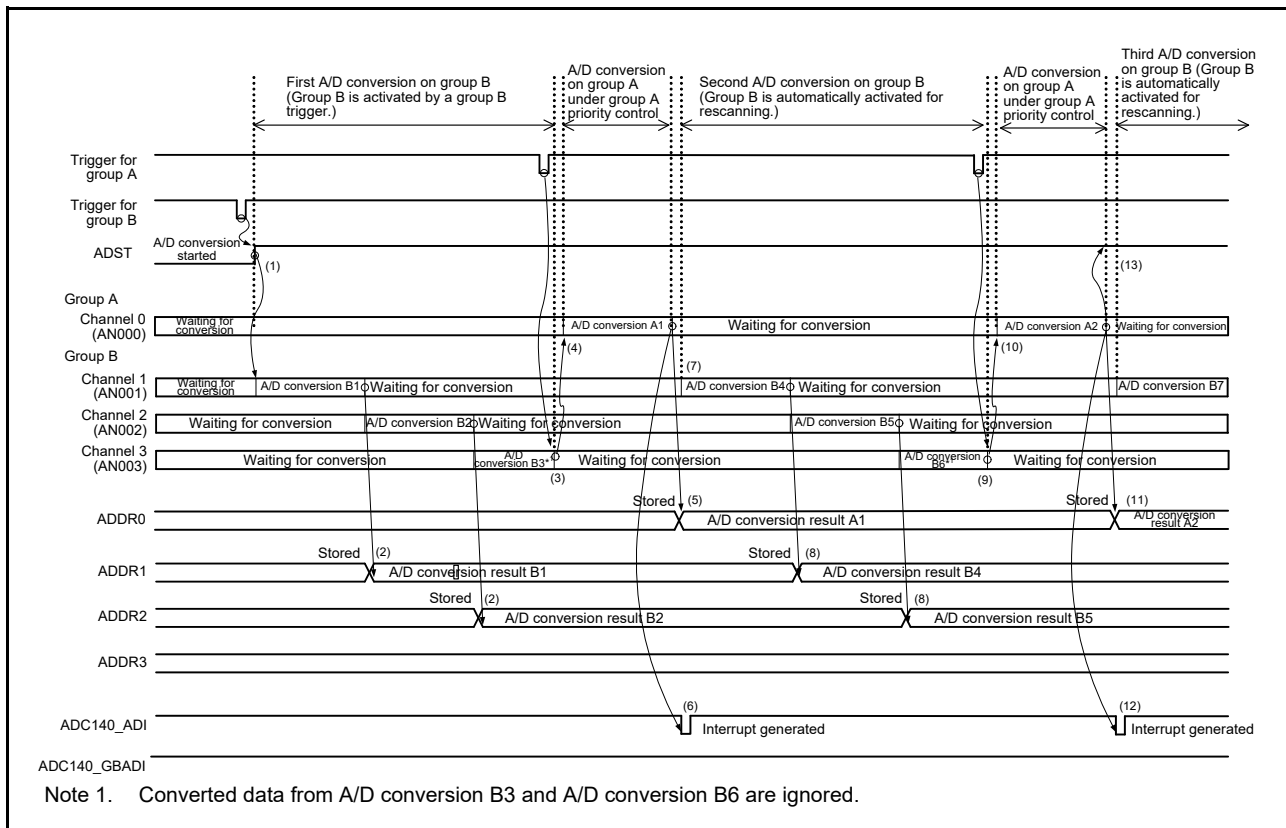 First A/D conversion on group B
(Group B is activated by a group B
trigger.)
A/D conversion
on group A
under group A
priority control
Second A/D conversion on group B
(Group B is automatically activated for
rescanning.)
A/D conversion
on group A
under group A
priority control
Third A/D conversion
on group B (Group B
is automatically
activated for
rescanning.)
Trigger for
group A
Trigger for
group B
ADST
A/D conversion
started
(1)
(13)
Group A
Channel 0
(AN000)
Waiting for
conversion
A/D conversion A1
Waiting for conversion
A/D conversion A2
Waiting for conversion
(4)
(10)
Group B
(7)
Channel 1
(AN001)
Waiting for
conversion
A/D conversion B1
Waiting for conversion
A/D conversion B4
Waiting for conversion
A/D conversion B7
Channel 2
(AN002)
Waiting for conversion
A/D conversion B2
Waiting for conversion
A/D conversion B5
Waiting for conversion
Channel 3
(AN003)
Waiting for conversion
A/D
conversion B3*
Waiting for conversion
A/D conversion
Waiting for conversion
(3)
(9)
Stored
(5)
Stored
(11)
ADDR0
A/D conversion result A1
A/D conversion
result A2
Stored
(2)
(8)
ADDR1
A/D conversion result B1
A/D conversion result B4
Stored
(2)
Stored
(8)
ADDR2
A/D conversion result B2
A/D conversion result B5
ADDR3
(6)
(12)
ADC140_ADI
Interrupt generated
Interrupt generated
ADC140_GBADI
Note 1. Converted data from A/D conversion B3 and A/D conversion B6 are ignored.